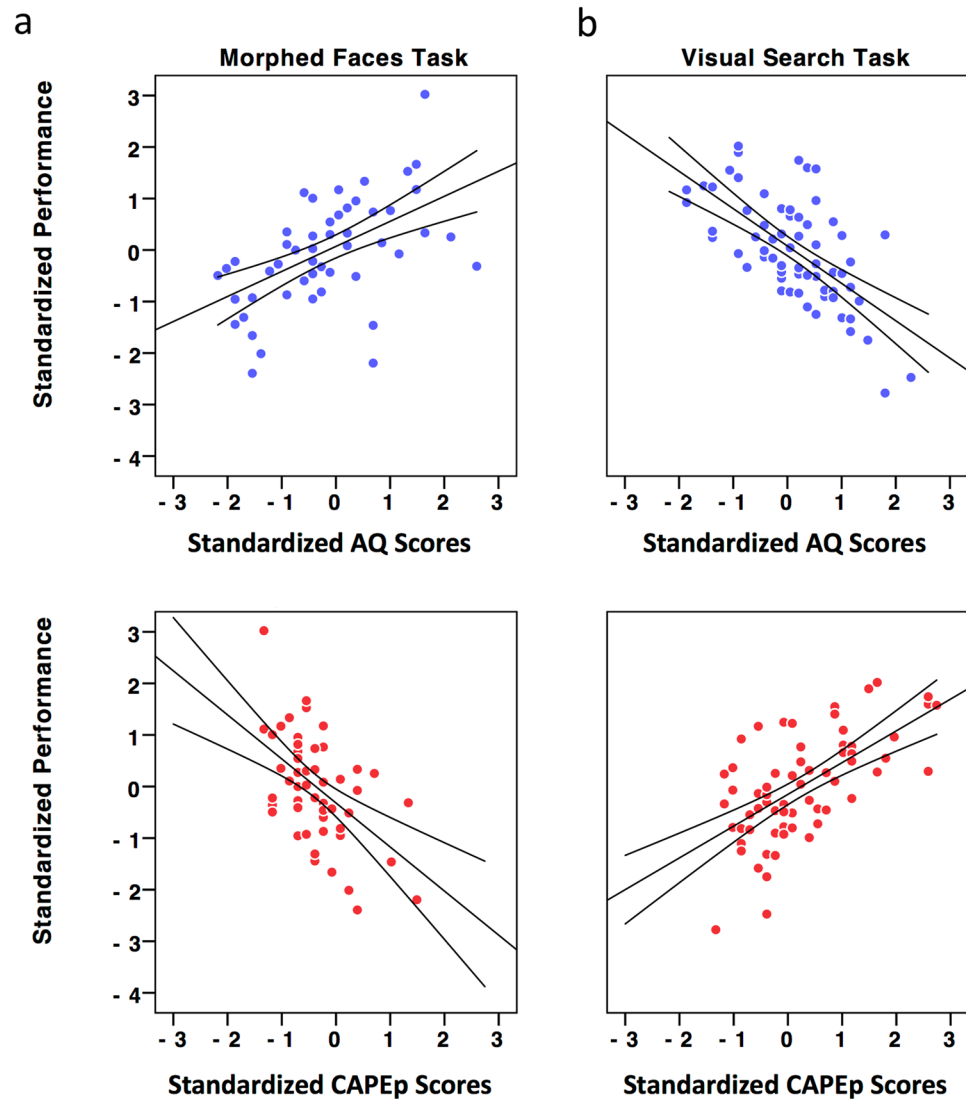 a
b
Morphed Faces Task
Visual Search Task
Standardized Performance
3
2
1
0
- 1
- 2
- 3
- 4
- 3 - 2 - 1 0 1 2 3
- 3 - 2 - 1 0 1 2 3
Standardized AQ Scores
Standardized AQ Scores
Standardized Performance
3
2
1
0
- 1
- 2
- 3
- 4
- 3 - 2 - 1 0 1 2 3
- 3 - 2 - 1 0 1 2 3
Standardized CAPEp Scores
Standardized CAPEp Scores